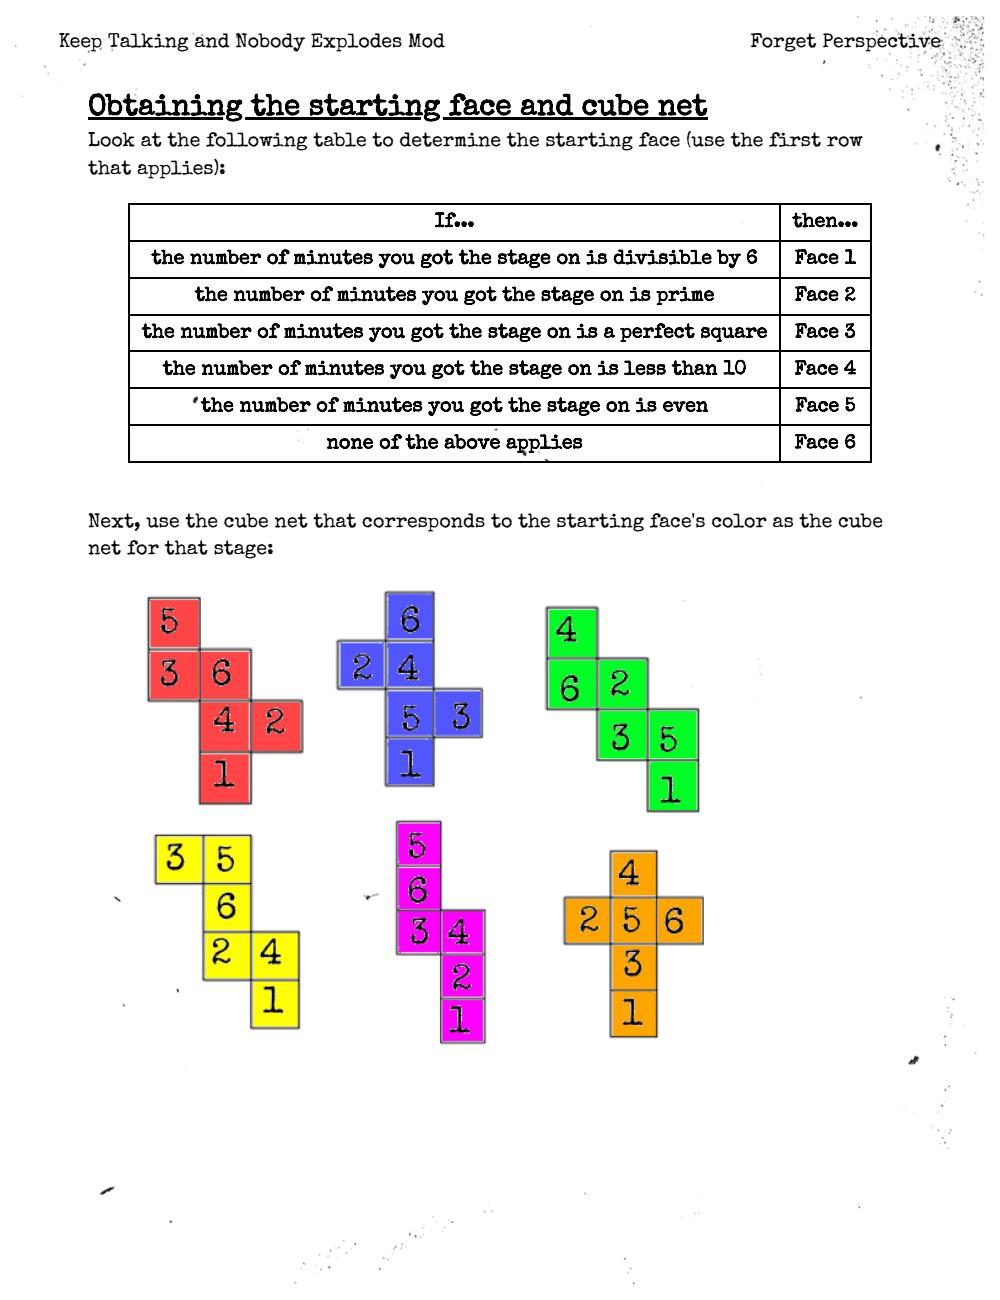 Keep Talking and Nobody Explodes Mod Forget Perspective
Obtaining the starting face and cube net
Look at the following table to determine the starting face (use the first row
that applies):
If... then...
the number of minutes you got the stage on is divisible by 6 Face 1
the number of minutes you got the stage on is prime Face 2
the number of minutes you got the stage on is a perfect square Face 3
the number of minutes you got the stage on is less than 10 Face 4
the number of minutes you got the stage on is even Face 5
none of the above applies Face 6
Next, use the cube net that corresponds to the starting face's color as the cube
net for that stage:
5
3 6
4 2
1
6
2 4
5 3
1
4
6 2
3 5
1
3 5
6
2 4
1
5
6
3 4
2
1
4
2 5 6
3
1